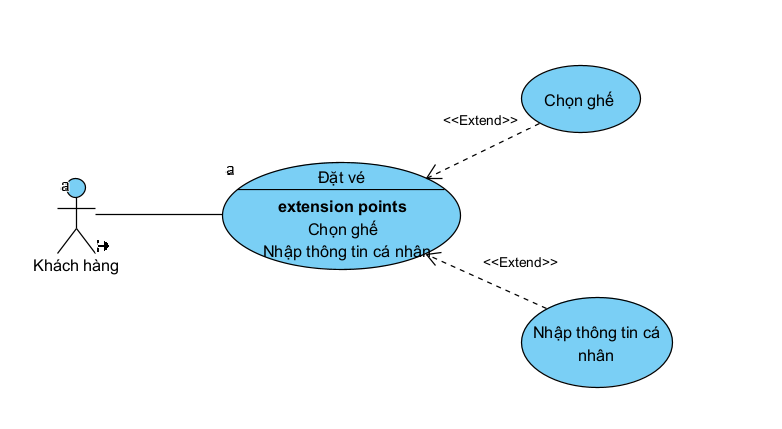 Chọn ghế
<<Extend>>
a
Đặt vé
a
extension points
Chọn ghế
Nhập thông tin cá nhân
Khách hàng
<<Extend>>
Nhập thông tin cá
nhân